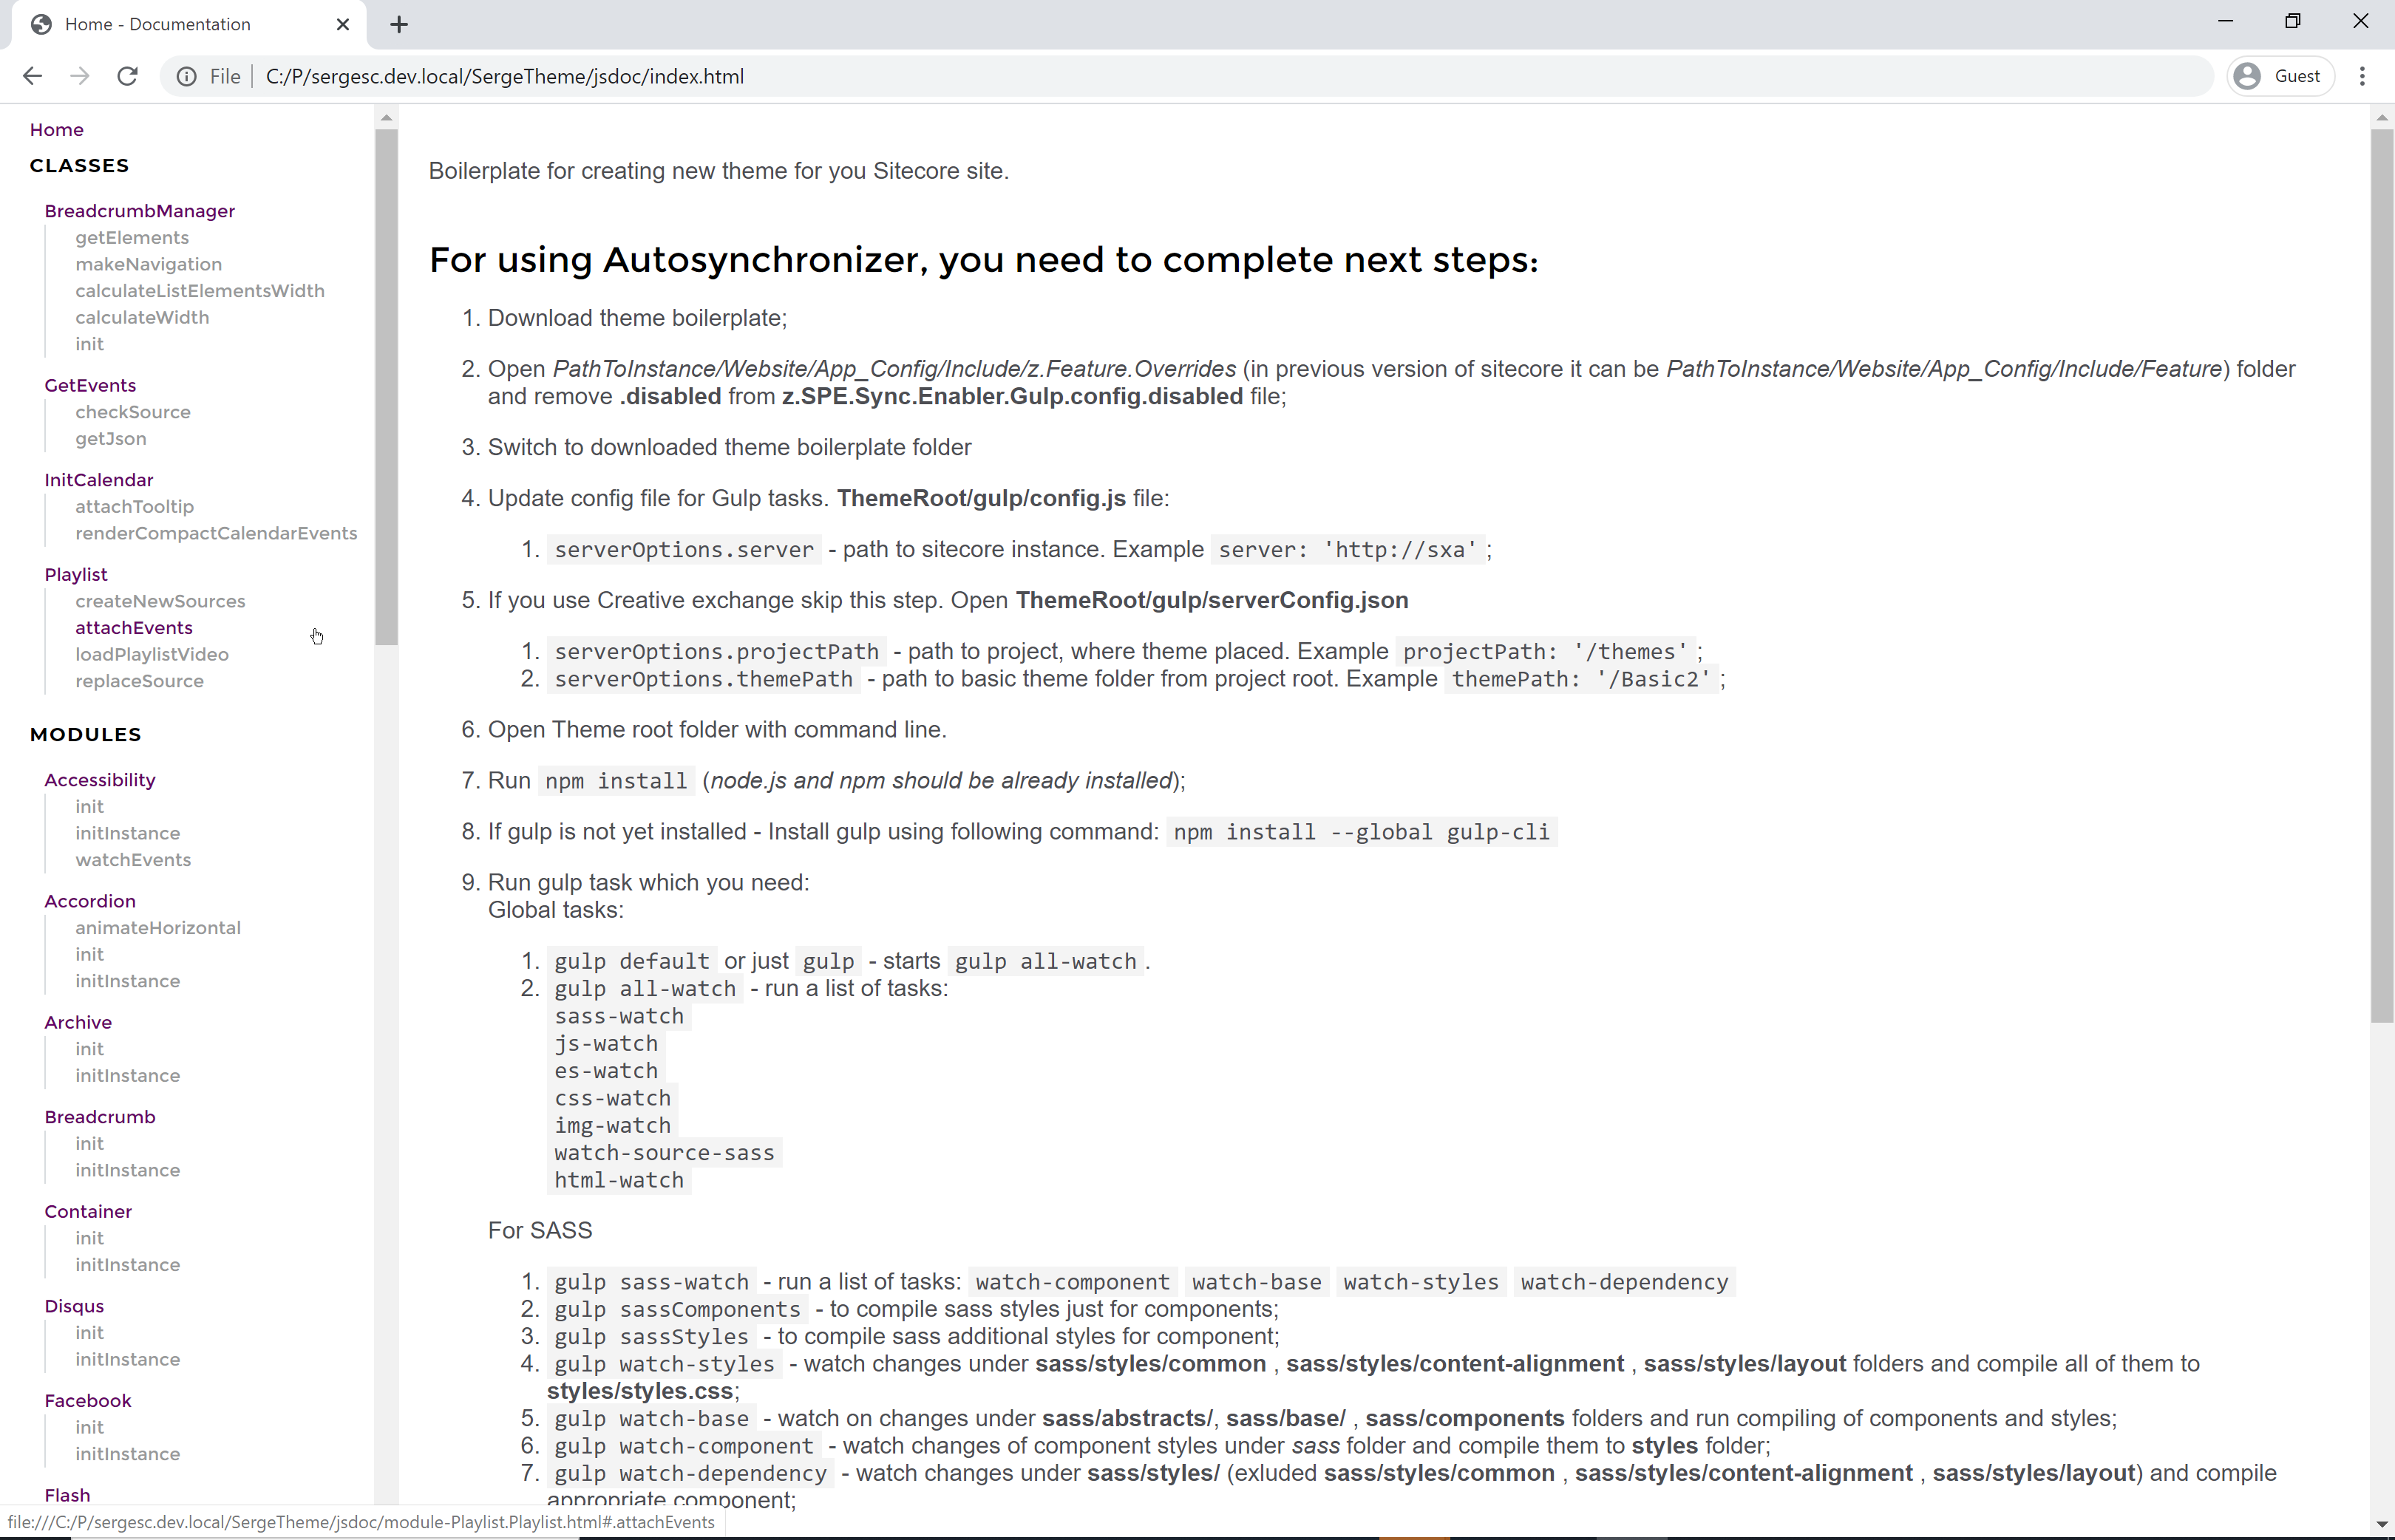 Home - Documentation
File
C:/P/sergesc.dev.local/SergeTheme/jsdoc/index.html
Guest
Home
CLASSES
BreadcrumbManager
getElements
makeNavigation
calculateListElementsWidth
calculateWidth
init
GetEvents
checkSource
getJson
InitCalendar
attachTooltip
renderCompactCalendarEvents
Playlist
createNewSources
attachEvents
loadPlaylistVideo
replaceSource
MODULES
Accessibility
init
initInstance
watchEvents
Accordion
animateHorizontal
init
initInstance
Archive
init
initInstance
Breadcrumb
init
initInstance
Container
init
initInstance
Disqus
init
initInstance
Facebook
init
initInstance
Flash
Boilerplate for creating new theme for you Sitecore site.
For using Autosynchronizer, you need to complete next steps:
1. Download theme boilerplate;
2. Open PathToInstance/Website/App_Config/Include/z.Feature.Overrides (in previous version of sitecore it can be PathToInstance/Website/App_Config/Include/Feature) folder
and remove .disabled from z.SPE.Sync.Enabler.Gulp.config.disabled file;
3. Switch to downloaded theme boilerplate folder
4. Update config file for Gulp tasks. ThemeRoot/gulp/config.js file:
1. serverOptions.server - path to sitecore instance. Example server: 'http://sxa' ;
5. If you use Creative exchange skip this step. Open ThemeRoot/gulp/serverConfig.json
1. serverOptions.projectPath - path to project, where theme placed. Example projectPath: '/themes' ;
2. serverOptions.themePath - path to basic theme folder from project root. Example themePath: '/Basic2' ;
6. Open Theme root folder with command line.
7. Run npm install (node.js and npm should be already installed);
8. If gulp is not yet installed - Install gulp using following command: npm install --global gulp-cli
9. Run gulp task which you need:
Global tasks:
1. gulp default or just gulp - starts gulp all-watch .
2. gulp all-watch - run a list of tasks:
sass-watch
js-watch
es-watch
css-watch
img-watch
watch-source-sass
html-watch
For SASS
1. gulp sass-watch - run a list of tasks: watch-component watch-base watch-styles watch-dependency
2. gulp sassComponents - to compile sass styles just for components;
3. gulp sassStyles - to compile sass additional styles for component;
4. gulp watch-styles - watch changes under sass/styles/common , sass/styles/content-alignment , sass/styles/layout folders and compile all of them to
styles/styles.css;
5. gulp watch-base - watch on changes under sass/abstracts/, sass/base/ , sass/components folders and run compiling of components and styles;
6. gulp watch-component - watch changes of component styles under sass folder and compile them to styles folder;
7. gulp watch-dependency - watch changes under sass/styles/ (exluded sass/styles/common , sass/styles/content-alignment , sass/styles/layout) and compile
appropriate component;
file:///C:/P/sergesc.dev.local/SergeTheme/jsdoc/module-Playlist.Playlist.html#.attachEvents